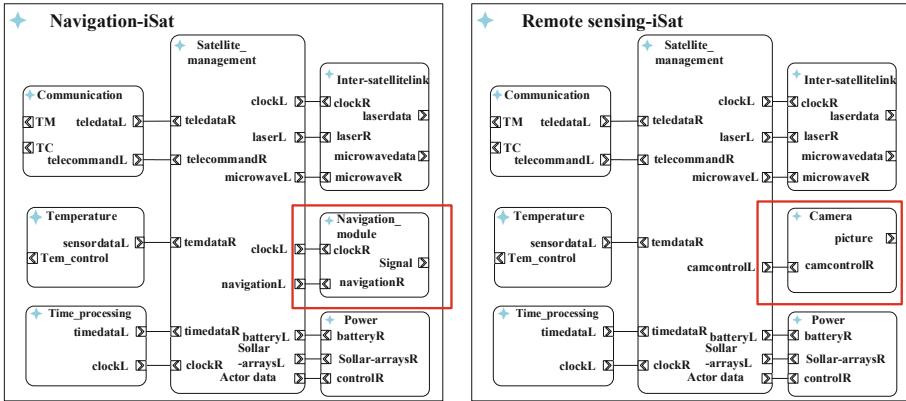 Navigation-iSat
Satellite_
management
Communication
TM
teledataL
TC
telecommandL
teledataR
telecommandR
clockL
laserL
microwaveL
Inter-satellitelink
clockR
laserdata
laserR
microwavedata
microwaveR
Temperature
sensordataL
Tem_control
temdataR
clockL
navigationL
Navigation_
module
clockR
Signal
navigationR
Time_processing
timedataL
clockL
timedataR
clockR
batteryL
Sollar
-arraysL
Actor data
Power
batteryR
Sollar-arraysR
controlR
Remote sensing-iSat
Satellite_
management
Communication
TM
teledataL
TC
telecommandL
teledataR
telecommandR
clockL
laserL
microwaveL
Inter-satellitelink
clockR
laserdata
laserR
microwavedata
microwaveR
Temperature
sensordataL
Tem_control
temdataR
camcontrolL
Camera
picture
camcontrolR
Time_processing
timedataL
clockL
timedataR
clockR
batteryL
Sollar
-arraysL
Actor data
Power
batteryR
Sollar-arraysR
controlR